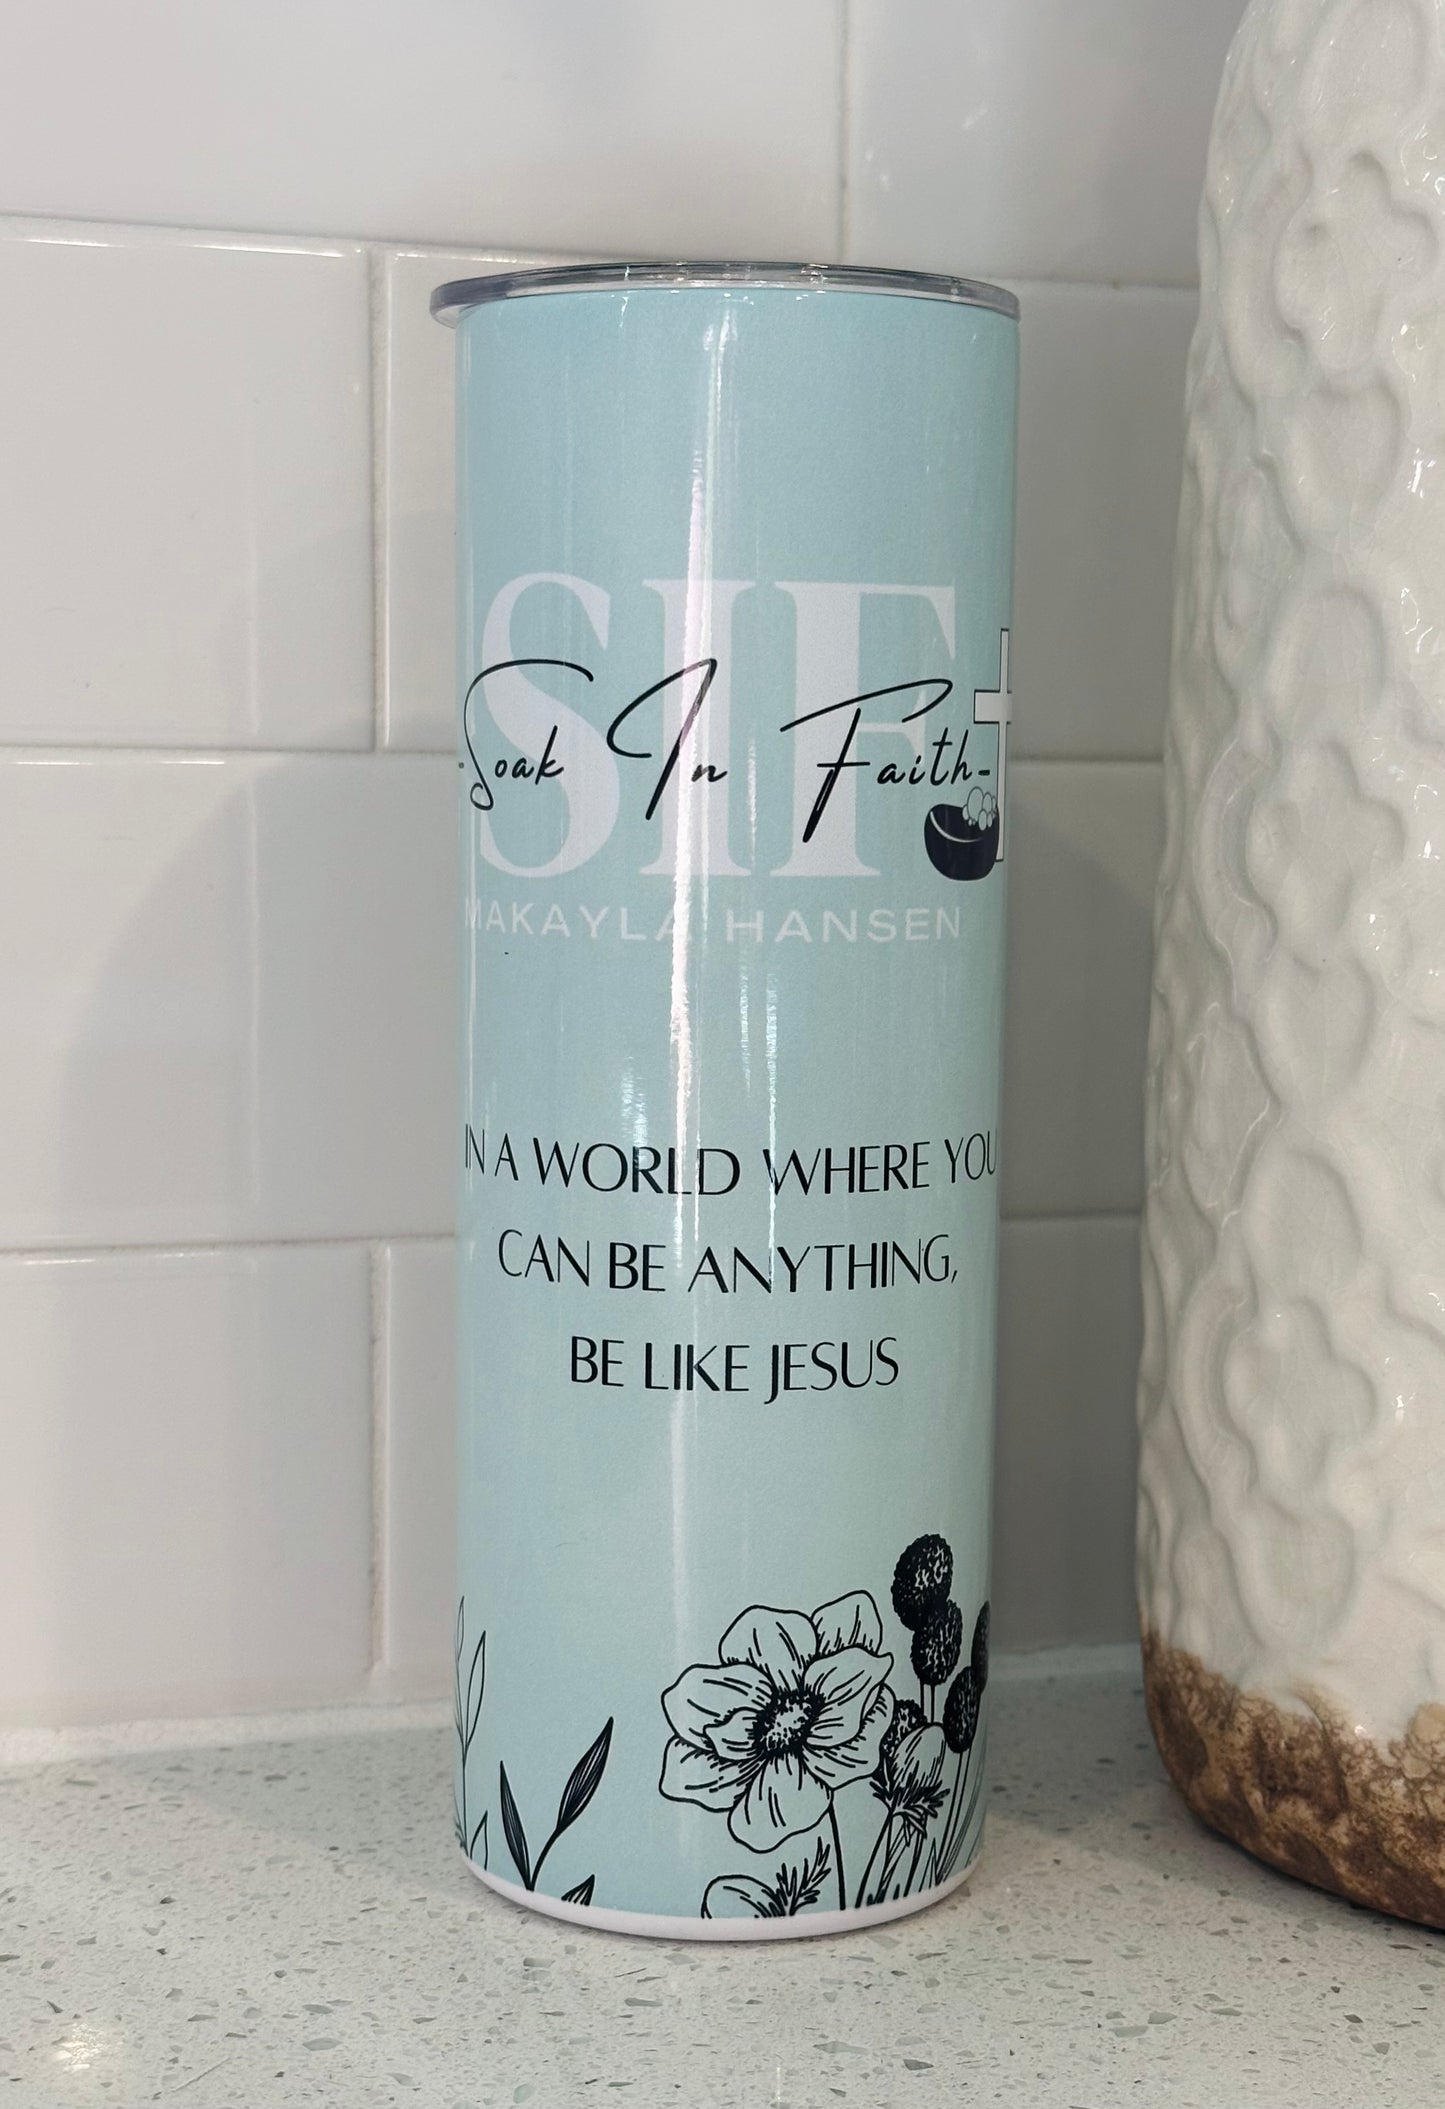 SIF
-Soak In Faith-
MAKAYLA HANSEN
IN A WORLD WHERE YOU
CAN BE ANYTHING,
BE LIKE JESUS